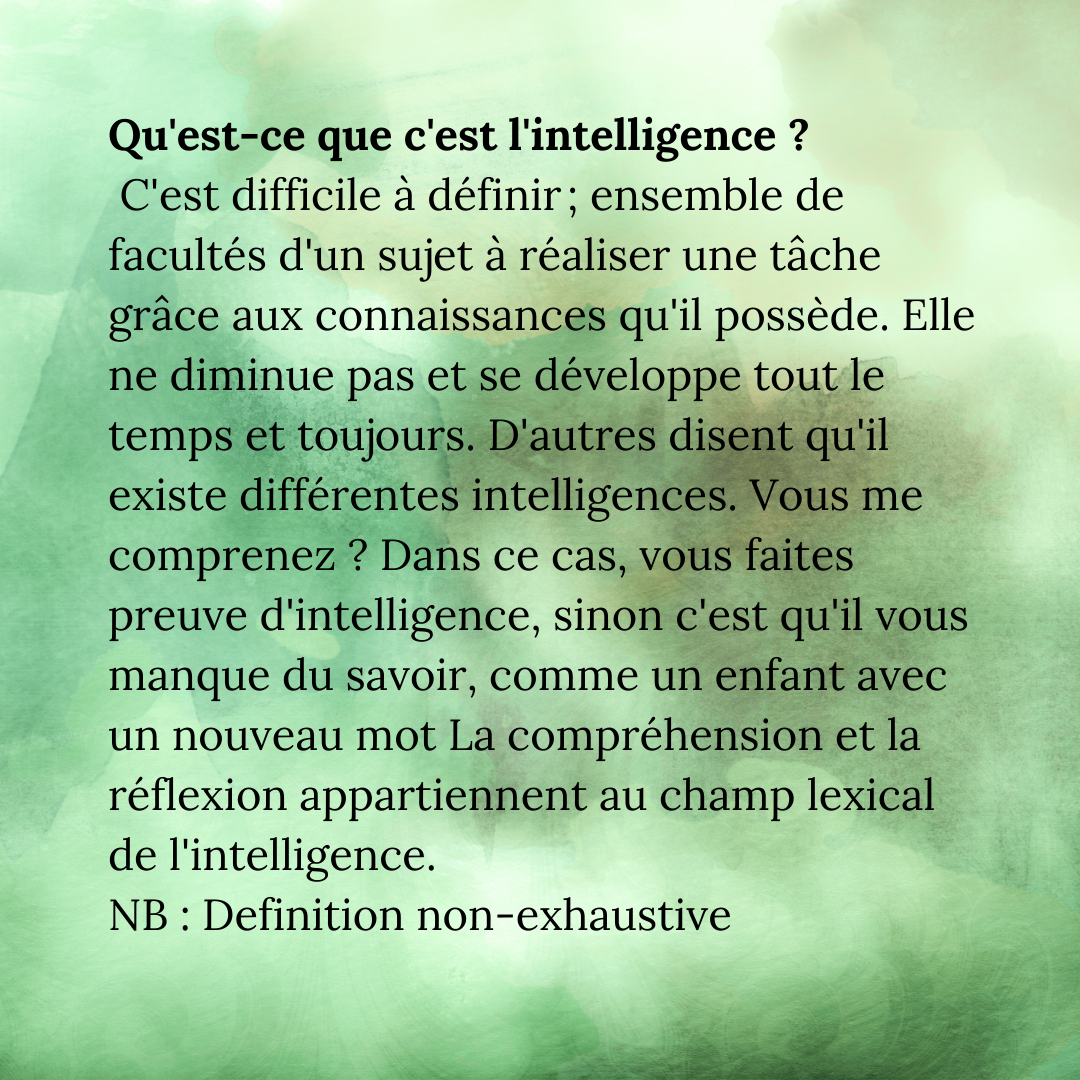 Qu'est-ce que c'est l'intelligence ?
C'est difficile à définir ; ensemble de
facultés d'un sujet à réaliser une tâche
grâce aux connaissances qu'il possède. Elle
ne diminue pas et se développe tout le
temps et toujours. D'autres disent qu'il
existe différentes intelligences. Vous me
comprenez ? Dans ce cas, vous faites
preuve d'intelligence, sinon c'est qu'il vous
manque du savoir, comme un enfant avec
un nouveau mot La compréhension et la
réflexion appartiennent au champ lexical
de l'intelligence.
NB : Definition non-exhaustive